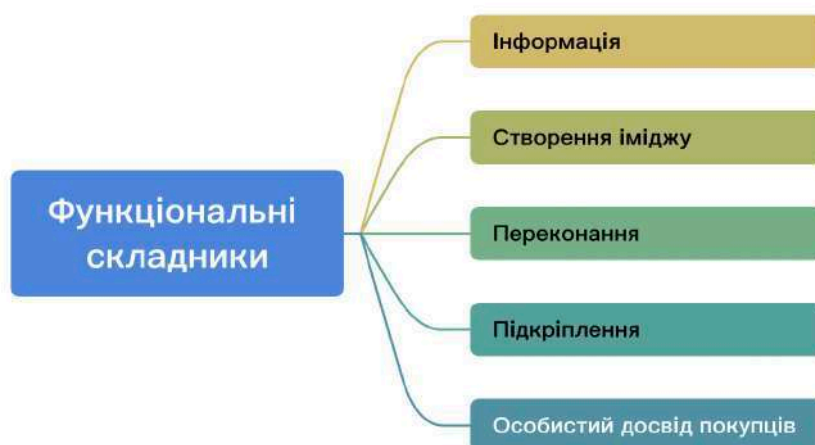 Функціональні
складники
Інформація
Створення іміджу
Переконання
Підкріплення
Особистий досвід покупців